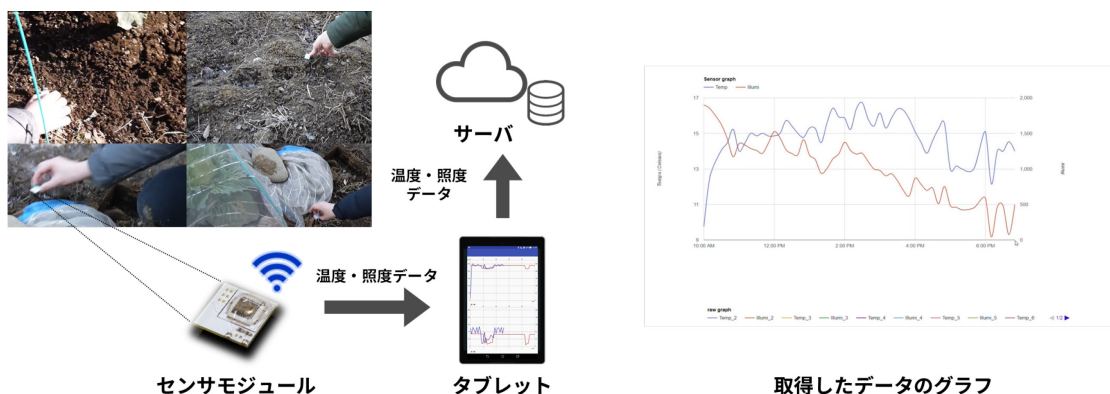 サーバ
温度・照度
データ
温度・照度データ
センサモジュール
タブレット
Sensor graph
Temp Illumi
17 2,000
15 1,500
13 1,000
11 500
9 0
10:00 AM 12:00 PM 2:00 PM 4:00 PM 6:00 PM
Illumi
raw graph
Temp_2 Illumi_2 Temp_3 Illumi_3 Temp_4 Illumi_4 Temp_5 Illumi_5 Temp_6 1/2
取得したデータのグラフ